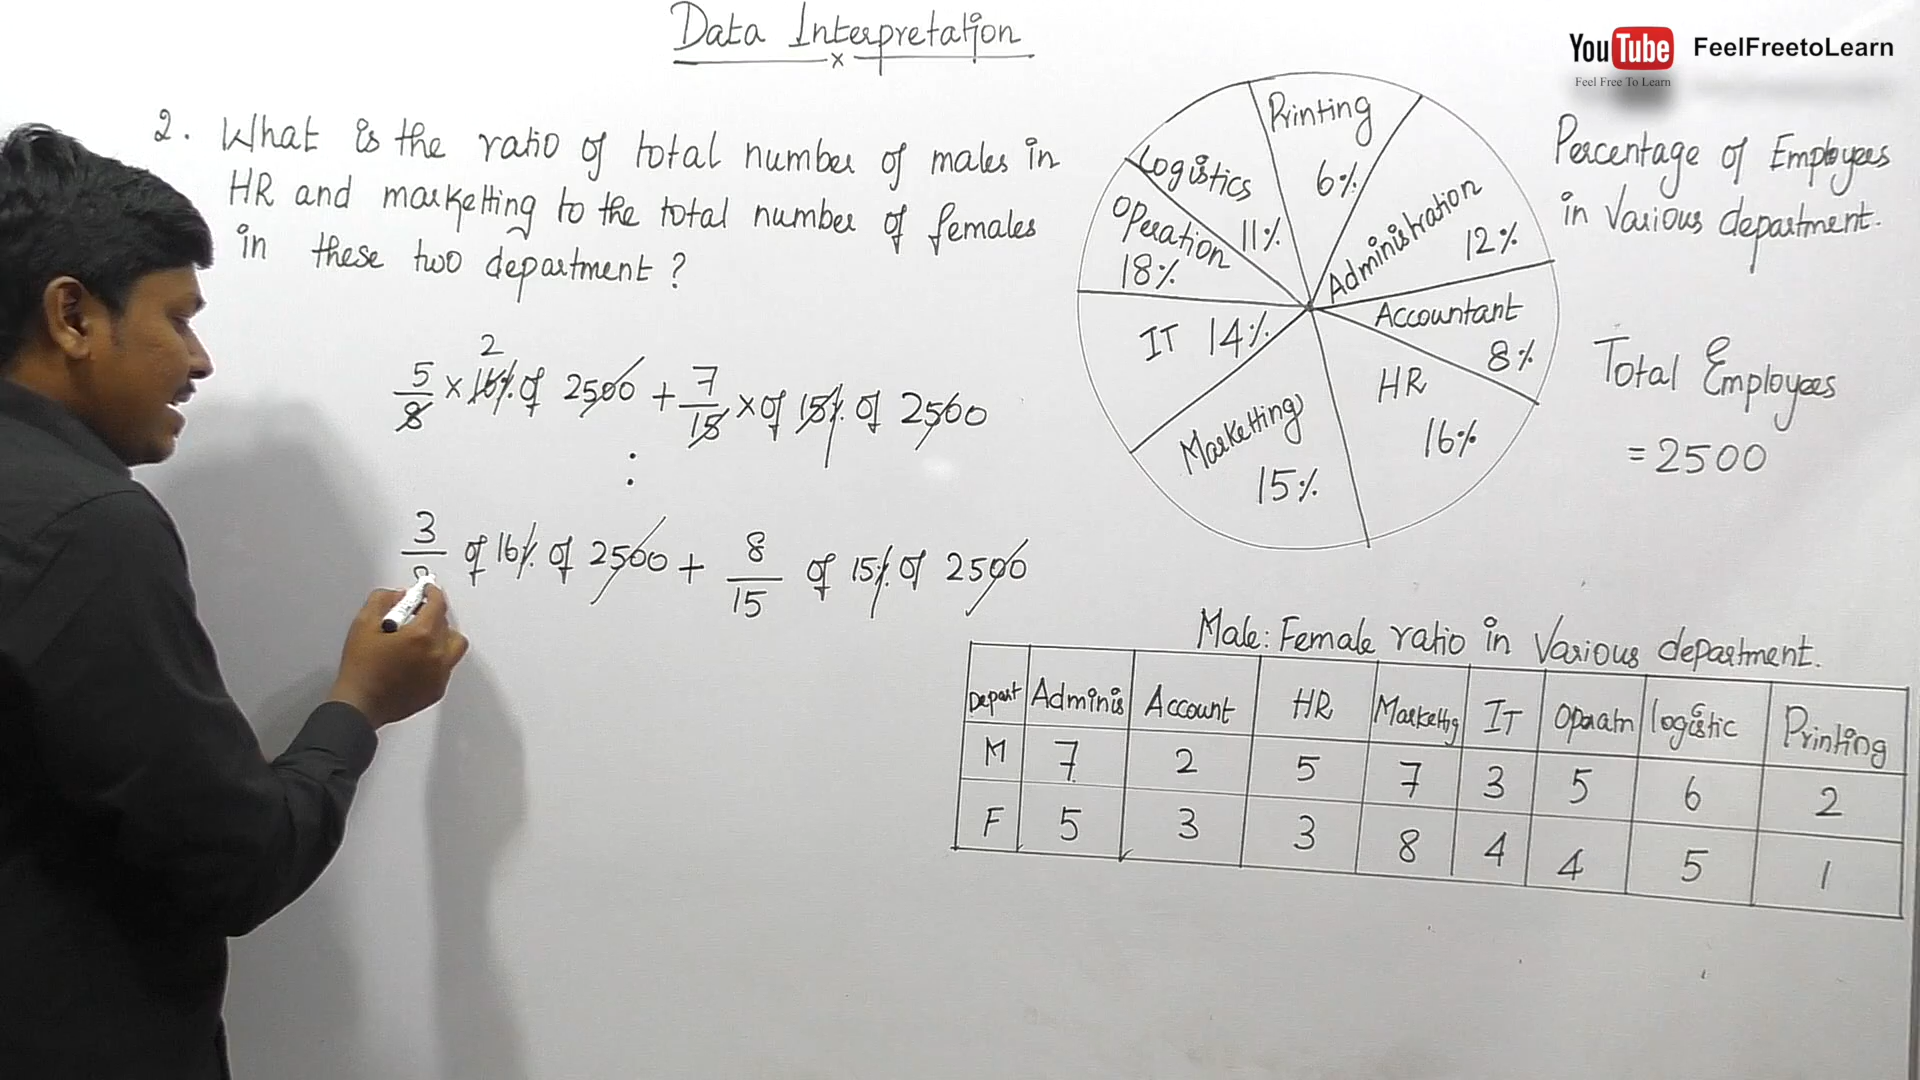 Data Interpretation
x
YouTube FeelFreetoLearn
Feel Free To Learn
2. What is the ratio of total number of males in
HR and marketting to the total number of females
in these two department ?
2
5/8 x 16% of 2500 + 7/15 x of 15% of 2500
:
3/8 of 16% of 2500 + 8/15 of 15% of 2500
Printing
6%
Logistics
11%
Administration
12%
Operation
18%
Accountant
8%
IT 14%
HR
16%
Marketting
15%
Percentage of Employees
in Various department.
Total Employees
= 2500
Male: Female ratio in Various department.
Depart Adminis Account HR Markettg IT Operatn logistic Printing
M 7 2 5 7 3 5 6 2
F 5 3 3 8 4 4 5 1